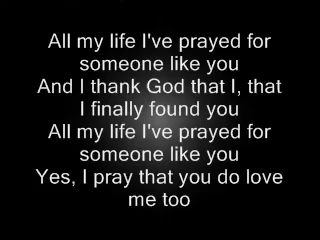 All my life I've prayed for
someone like you
And I thank God that I, that
I finally found you
All my life I've prayed for
someone like you
Yes, I pray that you do love
me too